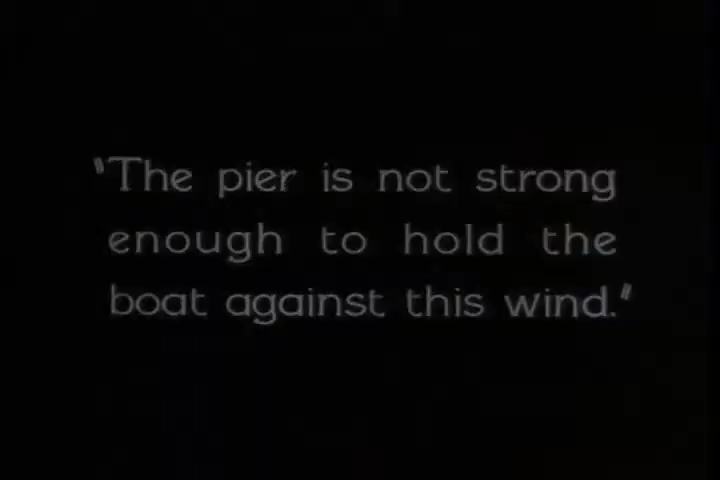 "The pier is not strong
enough to hold the
boat against this wind."